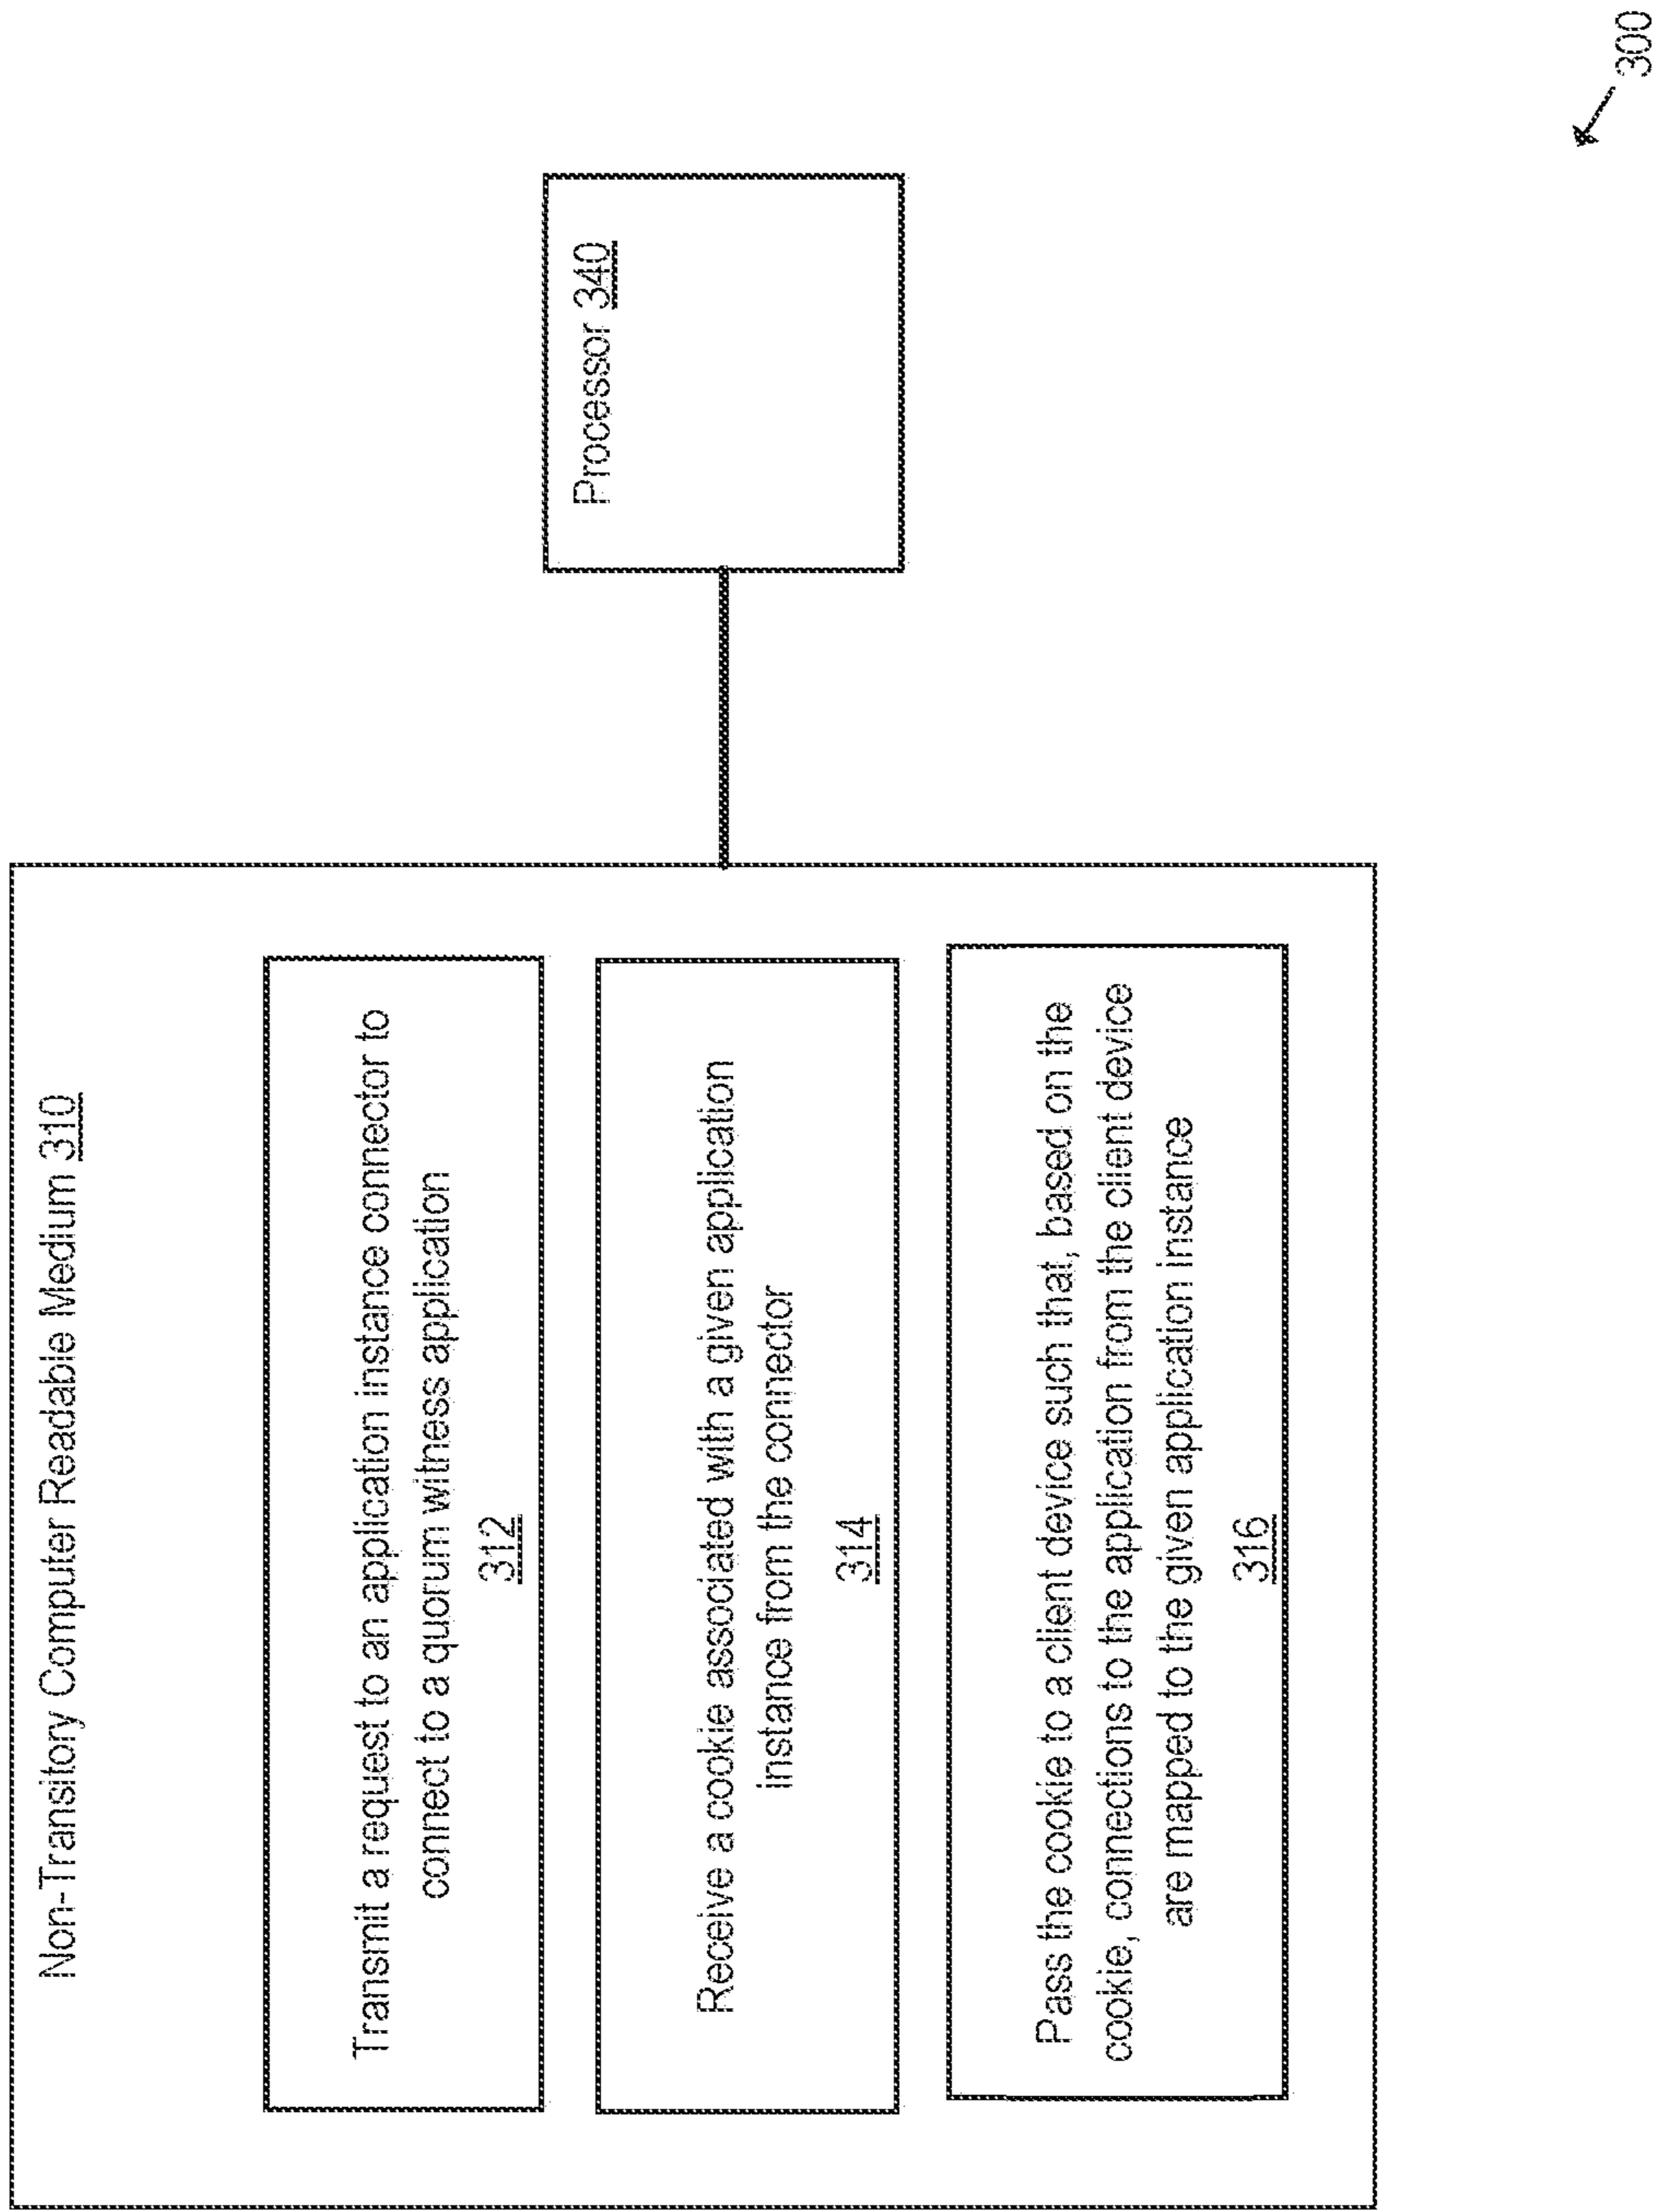 Non-Transitory Computer Readable Medium 310
Transmit a request to an application instance connector to
connect to a quorum witness application
312
Receive a cookie associated with a given application
instance from the connector
314
Pass the cookie to a client device such that, based on the
cookie, connections to the application from the client device
are mapped to the given application instance
316
Processor 340
300